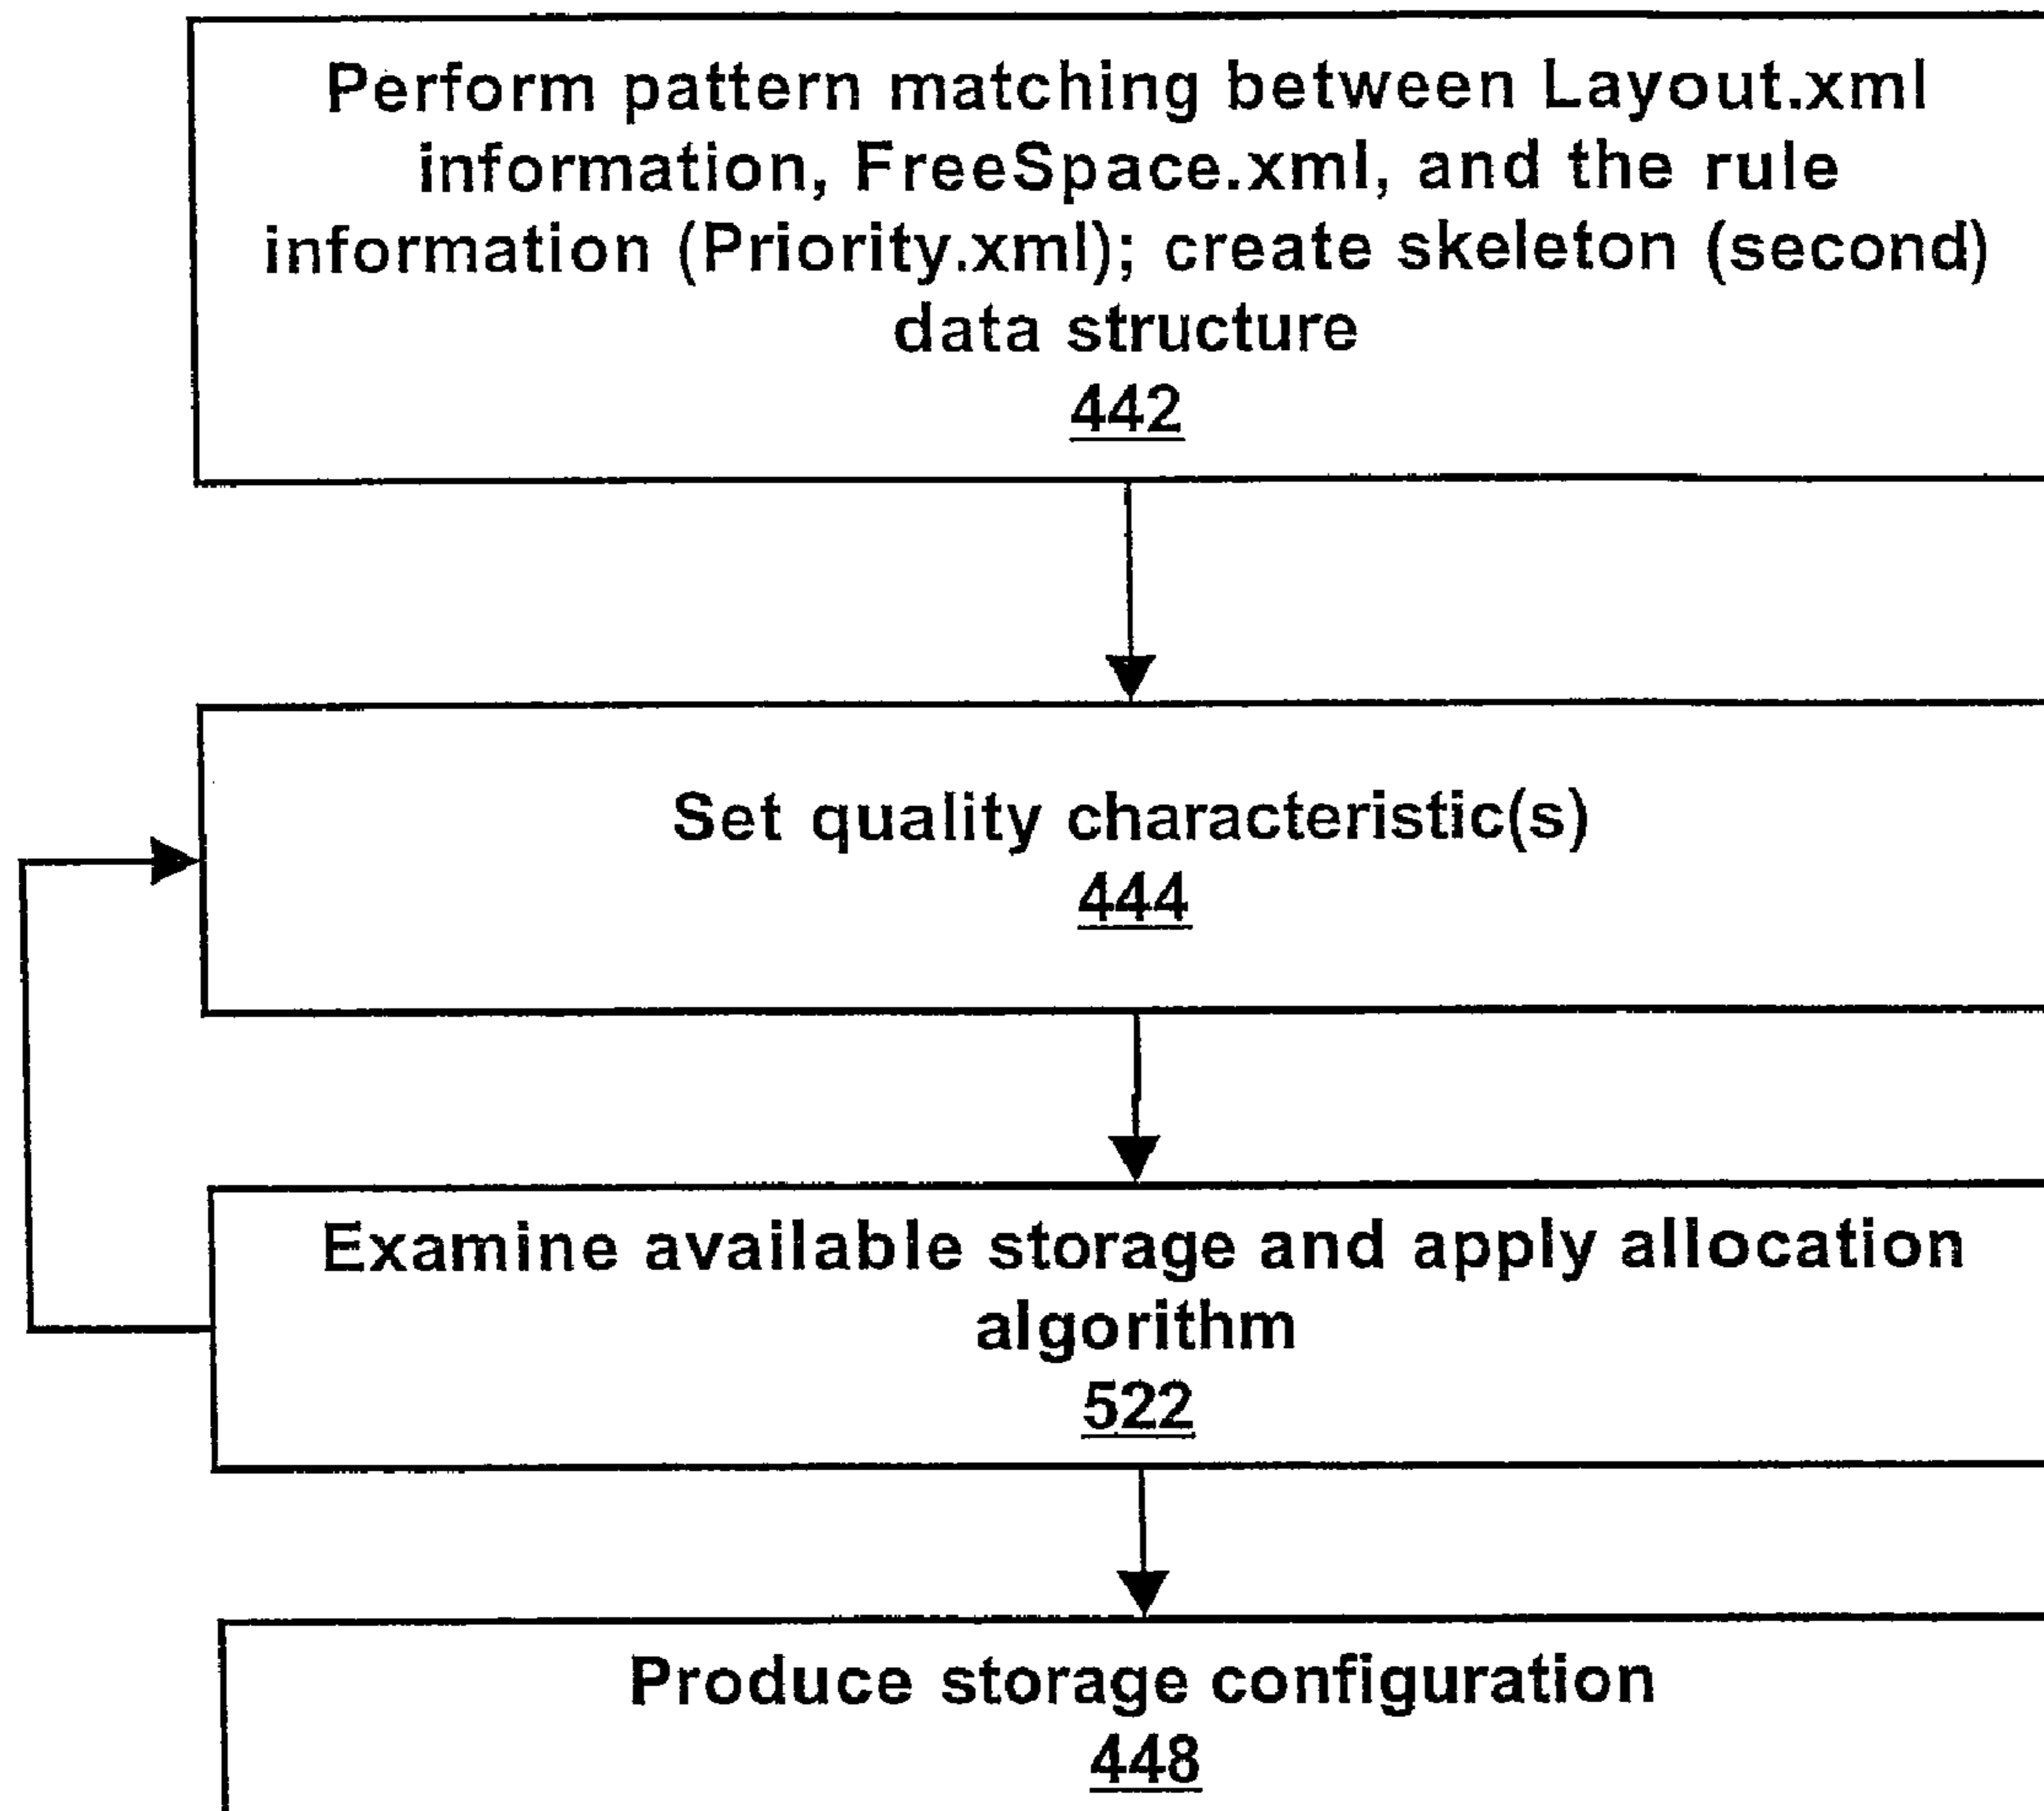 Perform pattern matching between Layout.xml
information, FreeSpace.xml, and the rule
information (Priority.xml); create skeleton (second)
data structure
442
Set quality characteristic(s)
444
Examine available storage and apply allocation
algorithm
522
Produce storage configuration
448